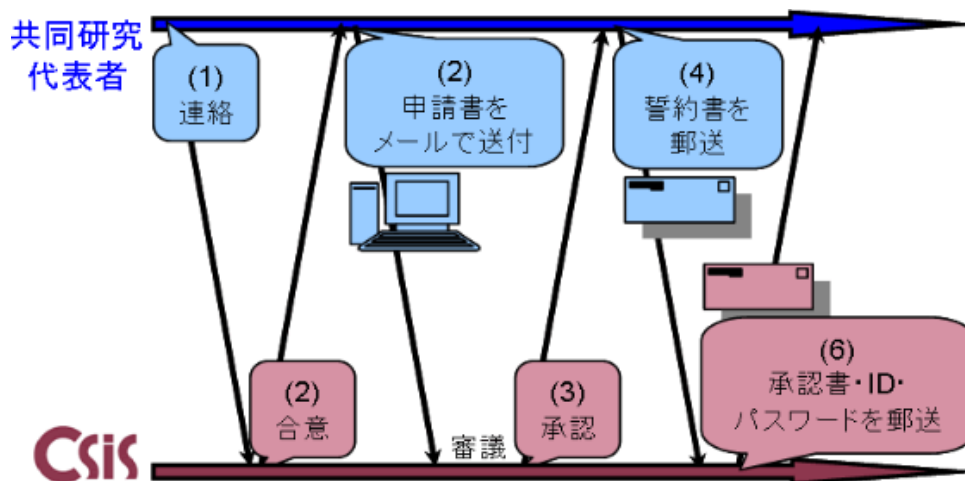 共同研究
代表者
(1)
連絡
(2)
申請書を
メールで送付
(4)
誓約書を
郵送
(2)
合意
審議
(3)
承認
(6)
承認書・ID・
パスワードを郵送
Csis